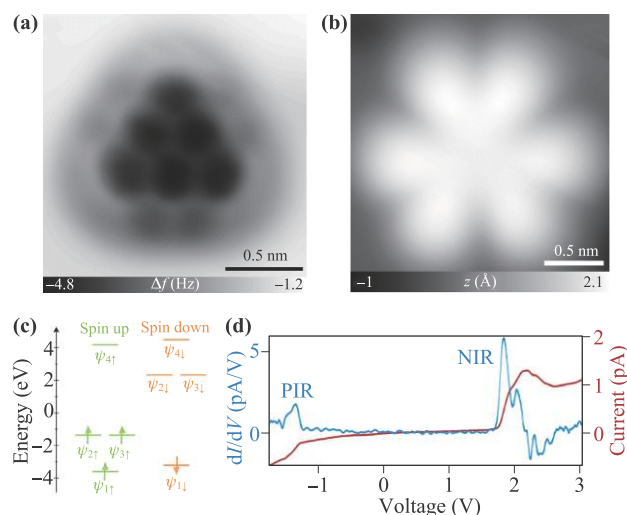 (a)
0.5 nm
−4.8 Δf (Hz) −1.2
(b)
0.5 nm
−1 z (Å) 2.1
(c)
Spin up Spin down
Energy (eV)
4
2
0
−2
−4
ψ4↑
ψ4↓
ψ2↓ ψ3↓
ψ2↑ ψ3↑
ψ1↑
ψ1↓
(d)
dI/dV (pA/V)
5
0
PIR
NIR
2
1
0
Current (pA)
−1 0 1 2 3
Voltage (V)